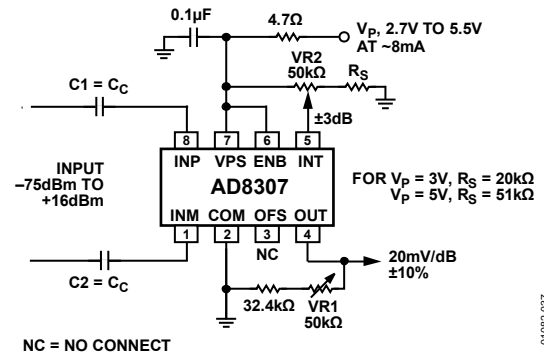 0.1µF
4.7Ω
VP, 2.7V TO 5.5V
AT ~8mA
VR2
50kΩ
RS
C1 = CC
±3dB
8
7
6
5
INP
VPS
ENB
INT
INPUT
–75dBm TO
+16dBm
AD8307
FOR VP = 3V, RS = 20kΩ
VP = 5V, RS = 51kΩ
INM
COM
OFS
OUT
1
2
3
4
NC
C2 = CC
20mV/dB
±10%
32.4kΩ
VR1
50kΩ
NC = NO CONNECT
01082-027